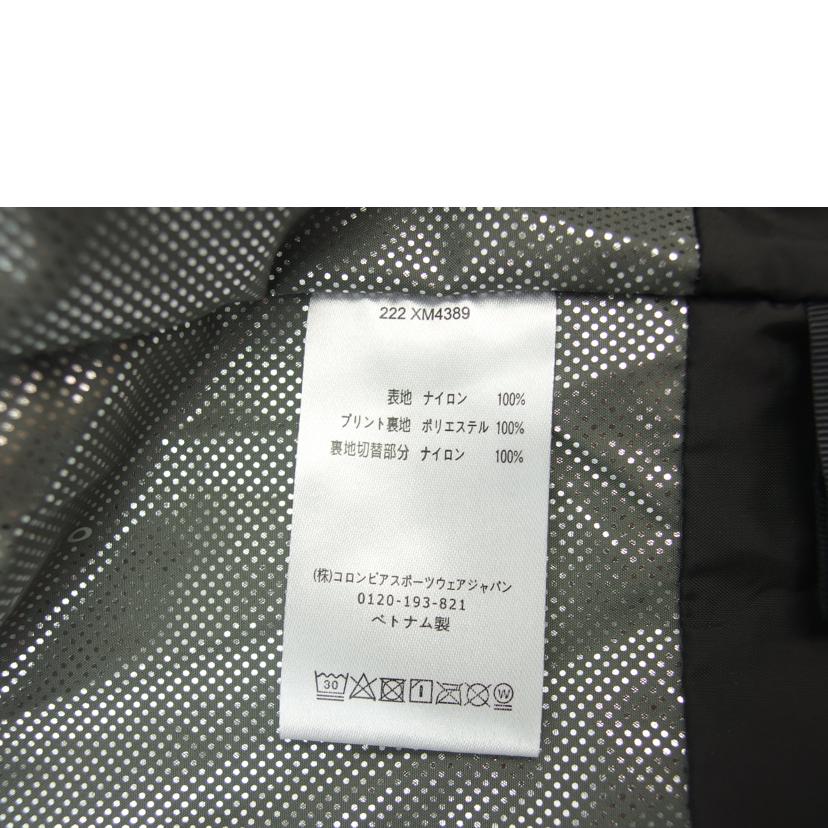 222 XM4389
表地 ナイロン 100%
プリント裏地 ポリエステル 100%
裏地切替部分 ナイロン 100%
(株)コロンビアスポーツウェアジャパン
0120-193-821
ベトナム製
30 W